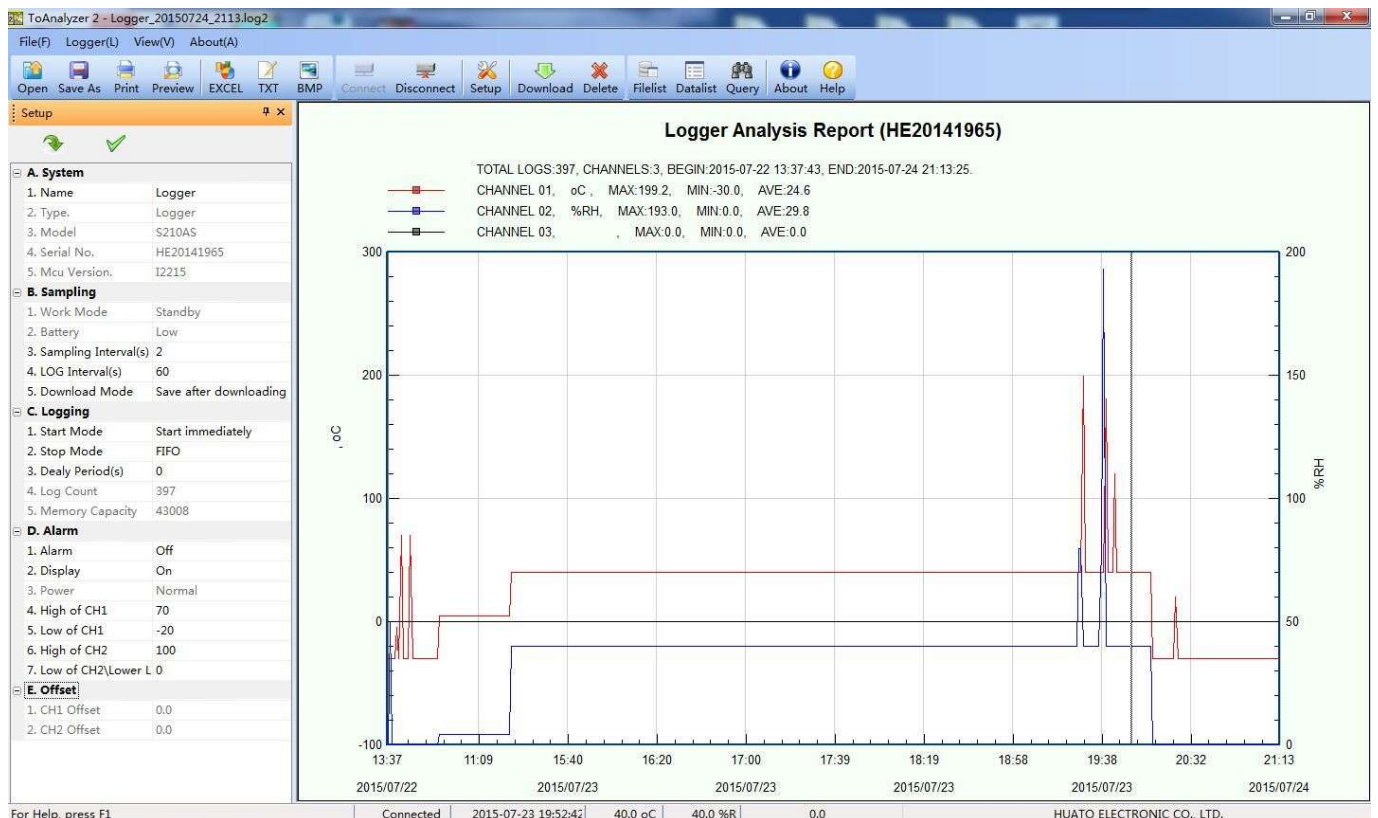 ToAnalyzer 2 - Logger_20150724_2113.log2
File(F) Logger(L) View(V) About(A)
Open Save As Print Preview EXCEL TXT BMP Connect Disconnect Setup Download Delete Filelist Datalist Query About Help
Setup
A. System
1. Name Logger
2. Type. Logger
3. Model S210AS
4. Serial No. HE20141965
5. Mcu Version. I2215
B. Sampling
1. Work Mode Standby
2. Battery Low
3. Sampling Interval(s) 2
4. LOG Interval(s) 60
5. Download Mode Save after downloading
C. Logging
1. Start Mode Start immediately
2. Stop Mode FIFO
3. Dealy Period(s) 0
4. Log Count 397
5. Memory Capacity 43008
D. Alarm
1. Alarm Off
2. Display On
3. Power Normal
4. High of CH1 70
5. Low of CH1 -20
6. High of CH2 100
7. Low of CH2\Lower L 0
E. Offset
1. CH1 Offset 0.0
2. CH2 Offset 0.0
Logger Analysis Report (HE20141965)
TOTAL LOGS:397, CHANNELS:3, BEGIN:2015-07-22 13:37:43, END:2015-07-24 21:13:25.
CHANNEL 01, oC , MAX:199.2, MIN:-30.0, AVE:24.6
CHANNEL 02, %RH, MAX:193.0, MIN:0.0, AVE:29.8
CHANNEL 03, , MAX:0.0, MIN:0.0, AVE:0.0
300 200
200 150
, oC
%RH
100 100
0 50
-100 0
13:37 11:09 15:40 16:20 17:00 17:39 18:19 18:58 19:38 20:32 21:13
2015/07/22 2015/07/23 2015/07/23 2015/07/23 2015/07/23 2015/07/24
For Help, press F1 Connected 2015-07-23 19:52:42 40.0 oC 40.0 %R 0.0 HUATO ELECTRONIC CO., LTD.